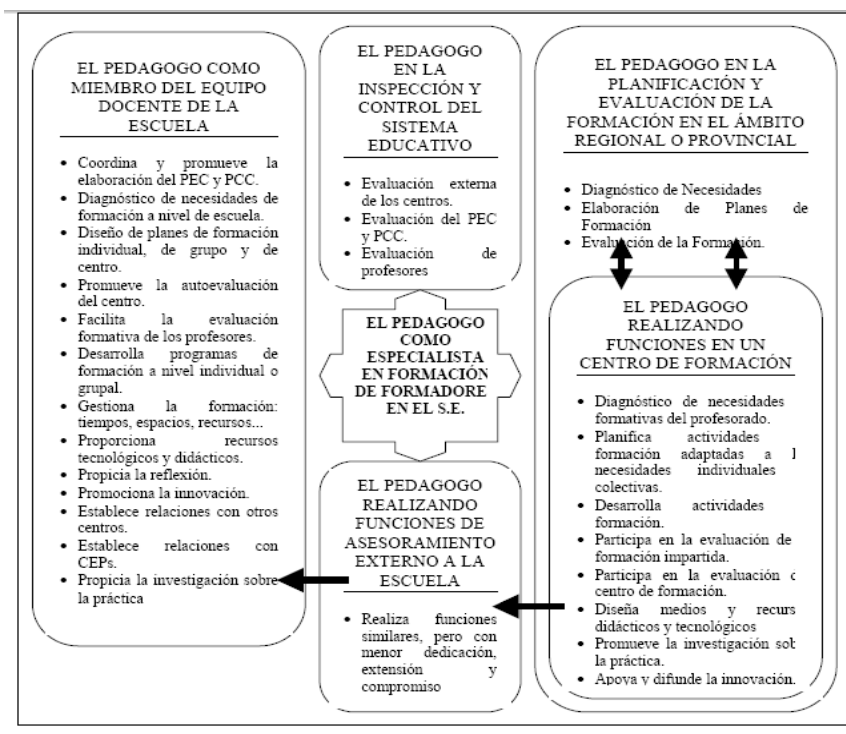 EL PEDAGOGO COMO
MIEMBRO DEL EQUIPO
DOCENTE DE LA
ESCUELA
• Coordina y promueve la
elaboración del PEC y PCC.
• Diagnóstico de necesidades de
formación a nivel de escuela.
• Diseño de planes de formación
individual, de grupo y de
centro.
• Promueve la autoevaluación
del centro.
• Facilita la evaluación
formativa de los profesores.
• Desarrolla programas de
formación a nivel individual o
grupal.
• Gestiona la formación:
tiempos, espacios, recursos...
• Proporciona recursos
tecnológicos y didácticos.
• Propicia la reflexión.
• Promociona la innovación.
• Establece relaciones con otros
centros.
• Establece relaciones con
CEPs.
• Propicia la investigación sobre
la práctica
EL PEDAGOGO
EN LA
INSPECCIÓN Y
CONTROL DEL
SISTEMA
EDUCATIVO
• Evaluación externa
de los centros.
• Evaluación del PEC
y PCC.
• Evaluación de
profesores
EL PEDAGOGO
COMO
ESPECIALISTA
EN FORMACIÓN
DE FORMADORE
EN EL S.E.
EL PEDAGOGO
REALIZANDO
FUNCIONES DE
ASESORAMIENTO
EXTERNO A LA
ESCUELA
• Realiza funciones
similares, pero con
menor dedicación,
extensión y
compromiso
EL PEDAGOGO EN LA
PLANIFICACIÓN Y
EVALUACIÓN DE LA
FORMACIÓN EN EL ÁMBITO
REGIONAL O PROVINCIAL
• Diagnóstico de Necesidades
• Elaboración de Planes de
Formación
• Evaluación de la Formación.
EL PEDAGOGO
REALIZANDO
FUNCIONES EN UN
CENTRO DE FORMACIÓN
• Diagnóstico de necesidades
formativas del profesorado.
• Planifica actividades
formación adaptadas a l
necesidades individuales
colectivas.
• Desarrolla actividades
formación.
• Participa en la evaluación de
formación impartida.
• Participa en la evaluación
centro de formación.
• Diseña medios y recurs
didácticos y tecnológicos
• Promueve la investigación sob
la práctica.
• Apoya y difunde la innovación.